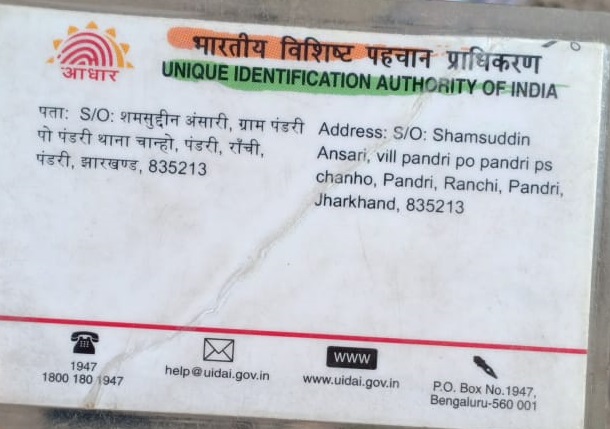 आधार
भारतीय विशिष्ट पहचान प्राधिकरण
UNIQUE IDENTIFICATION AUTHORITY OF INDIA
पता: S/O: शमसुद्दीन अंसारी, ग्राम पंडरी
पो पंडरी थाना चान्हो, पंडरी, राँची,
पंडरी, झारखण्ड, 835213
Address: S/O: Shamsuddin
Ansari, vill pandri po pandri ps
chanho, Pandri, Ranchi, Pandri,
Jharkhand, 835213
1947
1800 180 1947
help@uidai.gov.in
www
www.uidai.gov.in
P.O. Box No.1947,
Bengaluru-560 001